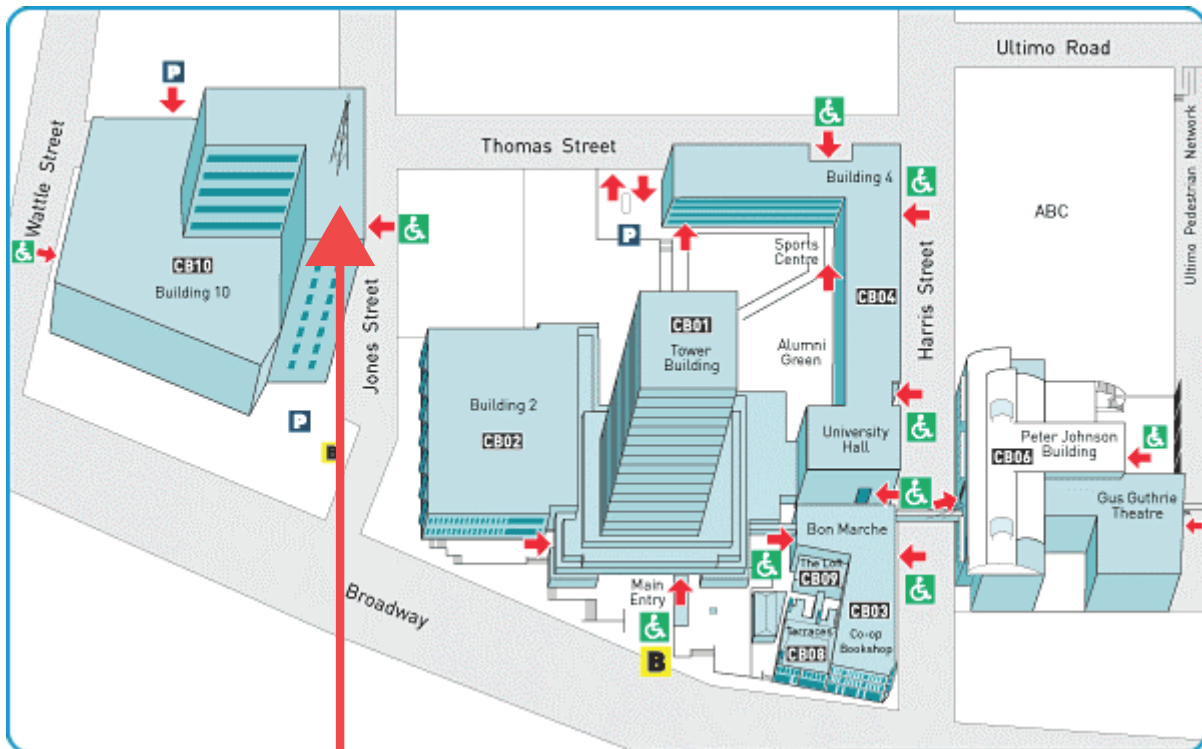 Ultimo Road
P
Wattle Street
Thomas Street
Building 4
Ultimo Pedestrian Network
ABC
P
Sports
Centre
CB10
Building 10
CB04
Harris Street
Jones Street
CB01
Tower
Building
Alumni
Green
Building 2
CB02
P
B
University
Hall
Peter Johnson
Building
CB06
Gus Guthrie
Theatre
Bon Marche
The Loft
CB09
Main
Entry
CB03
Co-op
Bookshop
Terraces
CB08
Broadway
B